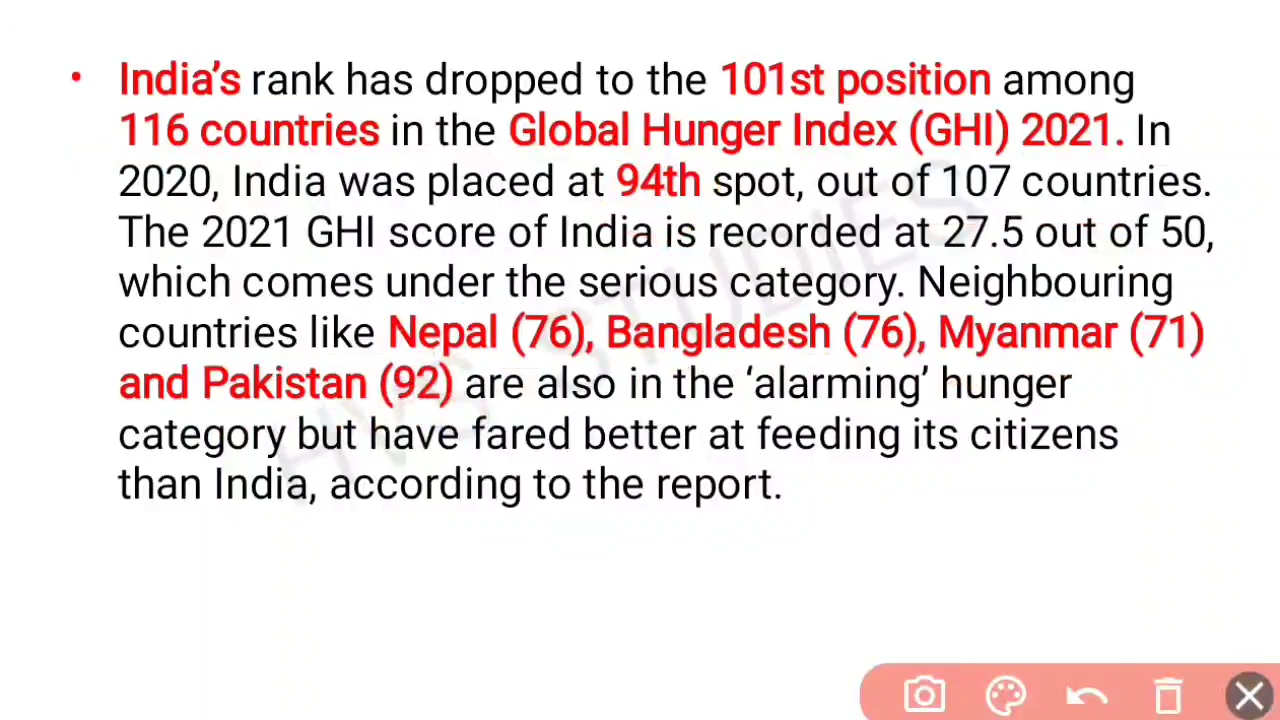 • India's rank has dropped to the 101st position among
116 countries in the Global Hunger Index (GHI) 2021. In
2020, India was placed at 94th spot, out of 107 countries.
The 2021 GHI score of India is recorded at 27.5 out of 50,
which comes under the serious category. Neighbouring
countries like Nepal (76), Bangladesh (76), Myanmar (71)
and Pakistan (92) are also in the ‘alarming’ hunger
category but have fared better at feeding its citizens
than India, according to the report.
HVS STUDIES